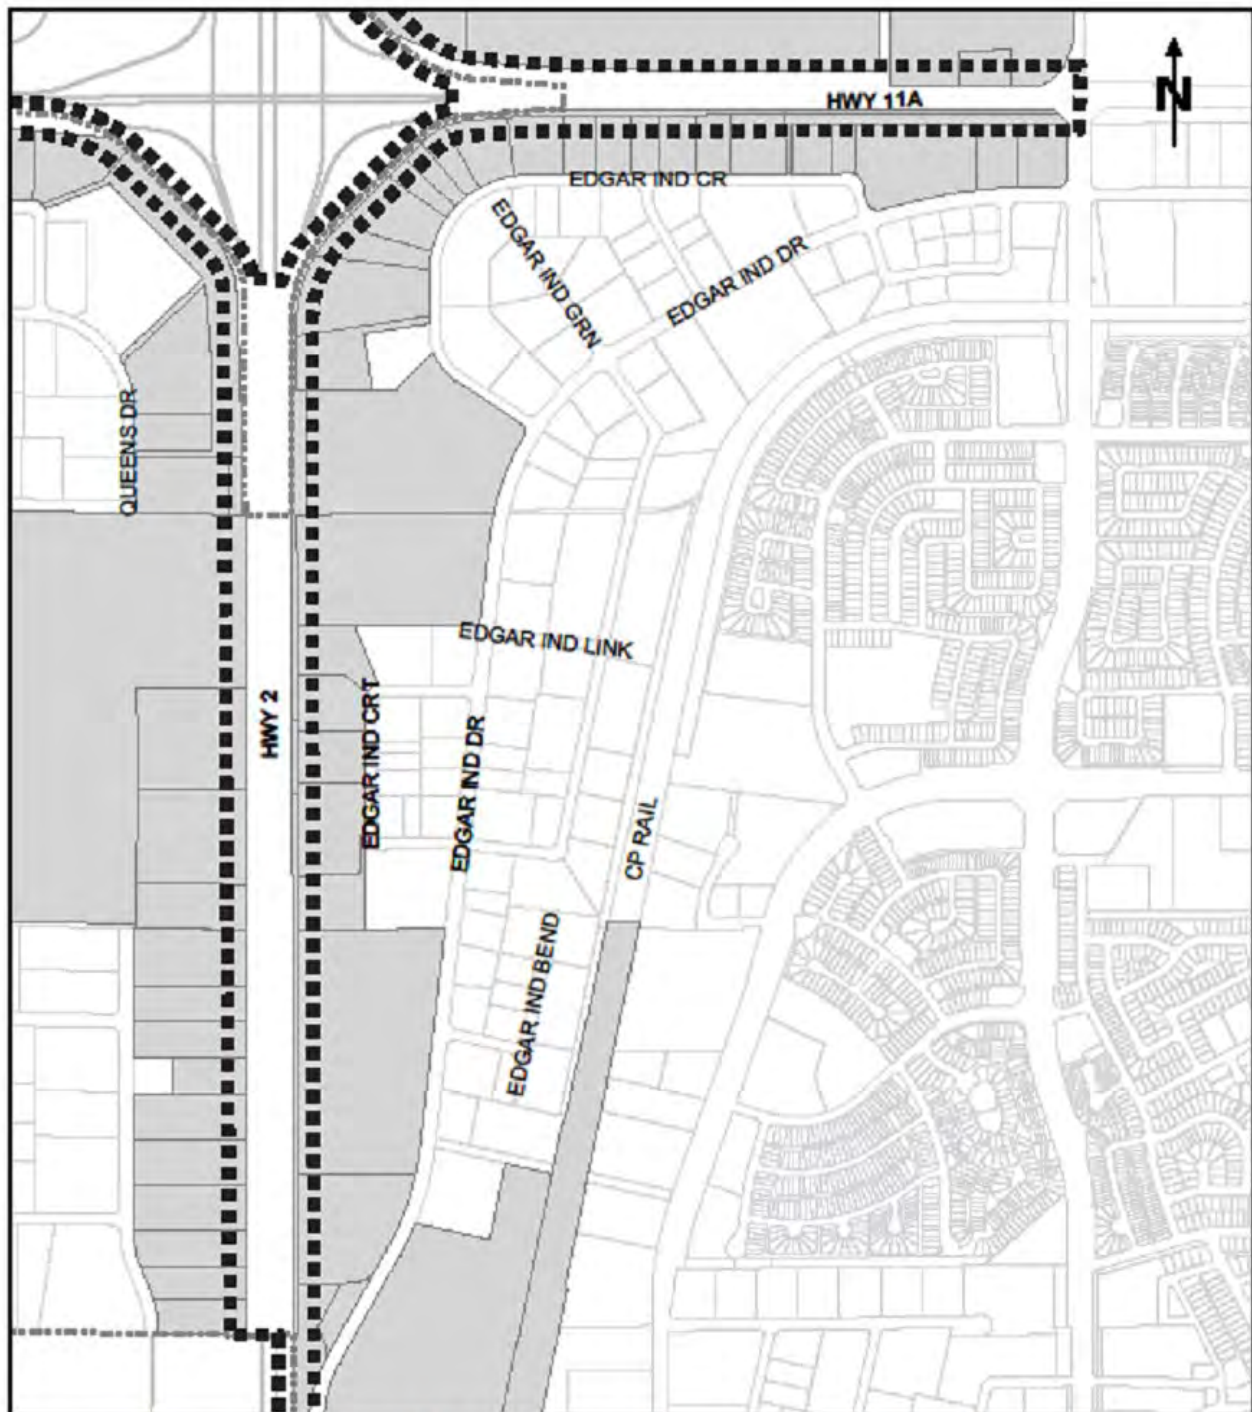 N
HWY 11A
EDGAR IND CR
EDGAR IND GRN
EDGAR IND DR
QUEENS DR
EDGAR IND LINK
HWY 2
EDGAR IND CRT
EDGAR IND DR
CP RAIL
EDGAR IND BEND